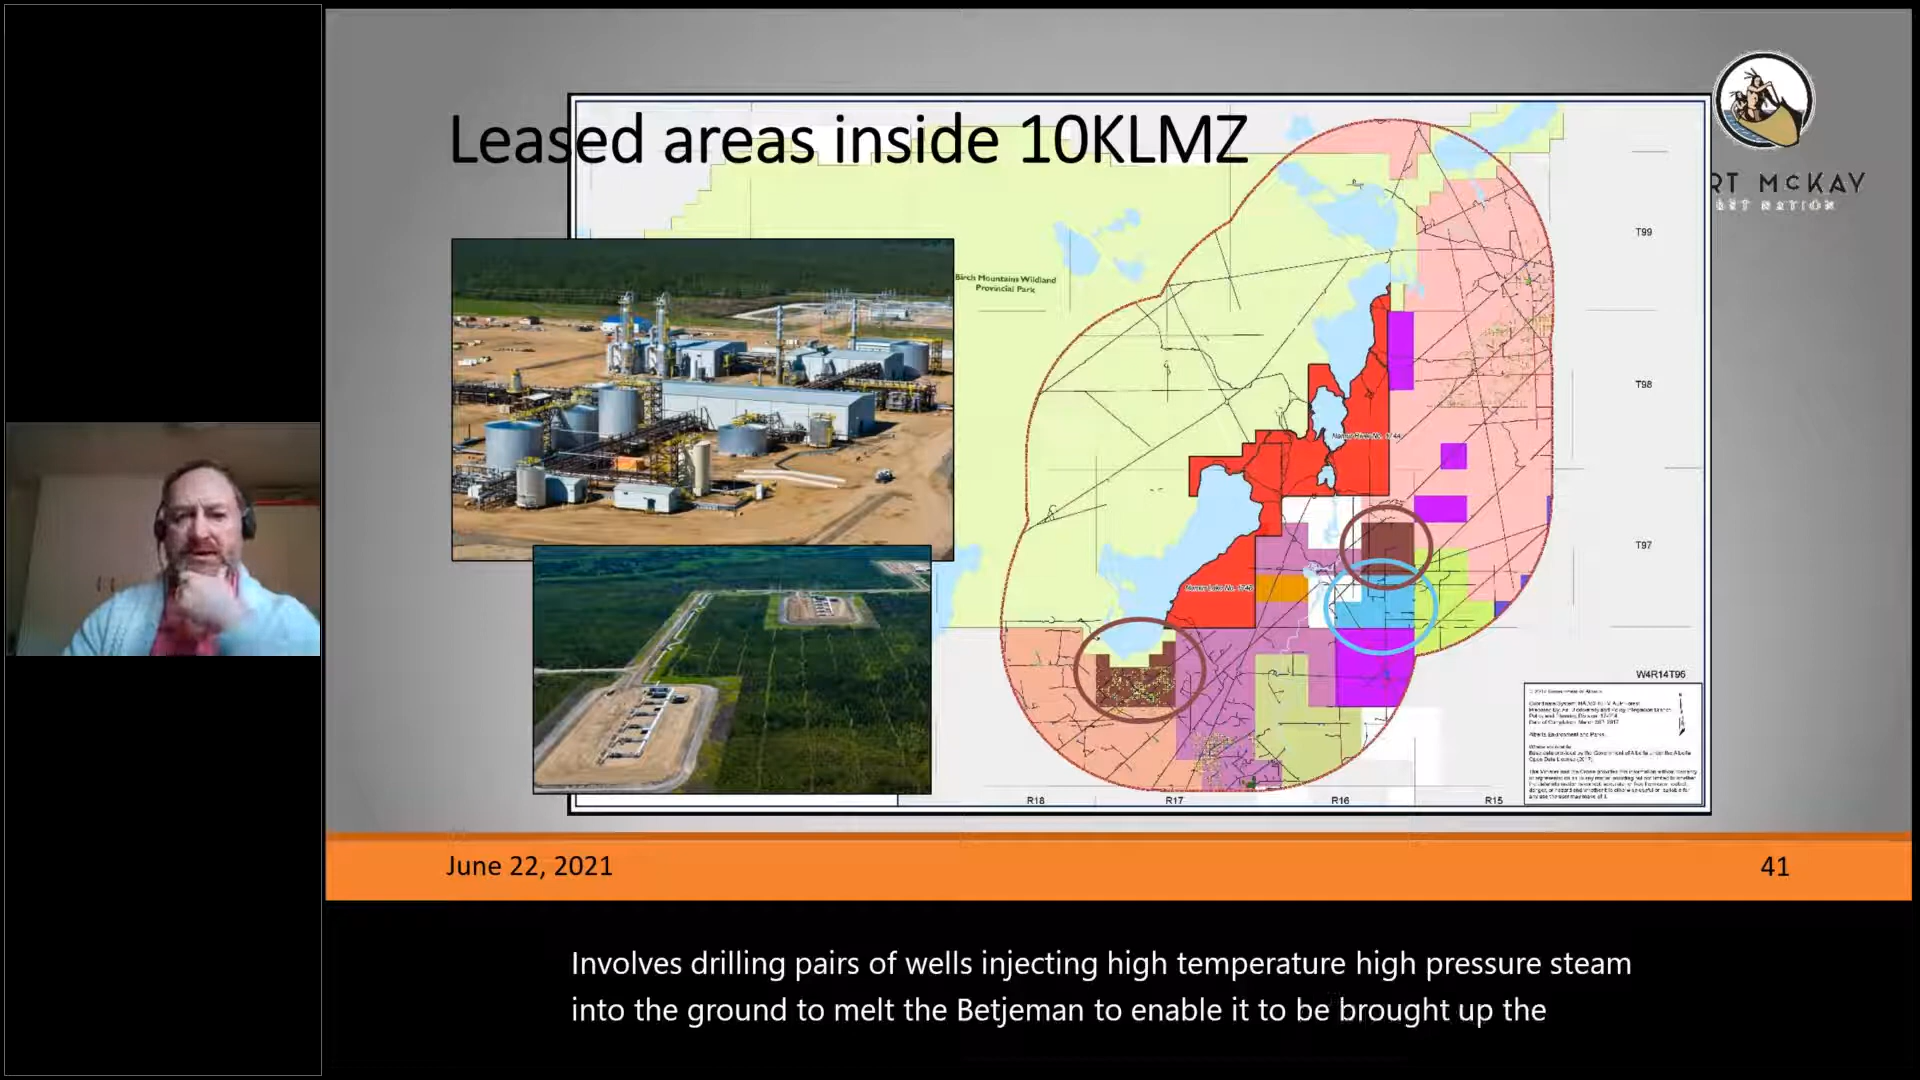 Leased areas inside 10KLMZ
RT McKAY
Birch Mountains Wildland
Provincial Park
T99
T98
T97
W4R14T96
R18
R17
R16
R15
June 22, 2021
41
Involves drilling pairs of wells injecting high temperature high pressure steam
into the ground to melt the Betjeman to enable it to be brought up the